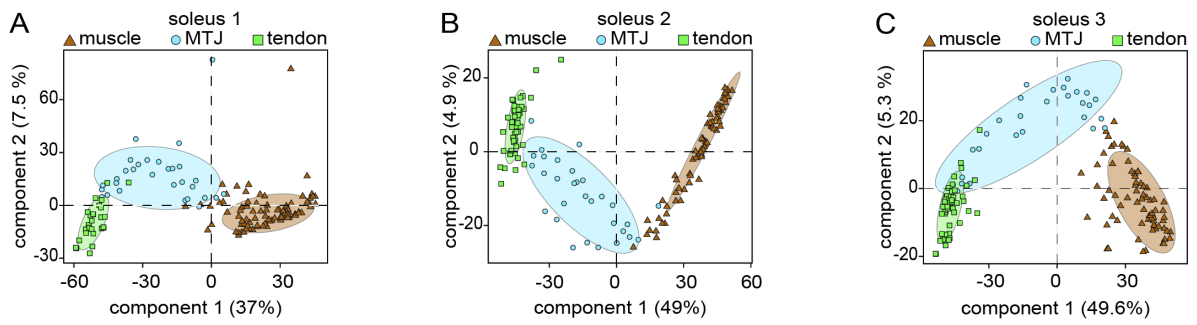 A
soleus 1
muscle MTJ tendon
component 2 (7.5 %)
60
30
0
-30
-60 -30 0 30
component 1 (37%)
B
soleus 2
muscle MTJ tendon
component 2 (4.9 %)
20
0
-20
-30 0 30 60
component 1 (49%)
C
soleus 3
muscle MTJ tendon
component 2 (5.3 %)
20
0
-20
-30 0 30
component 1 (49.6%)